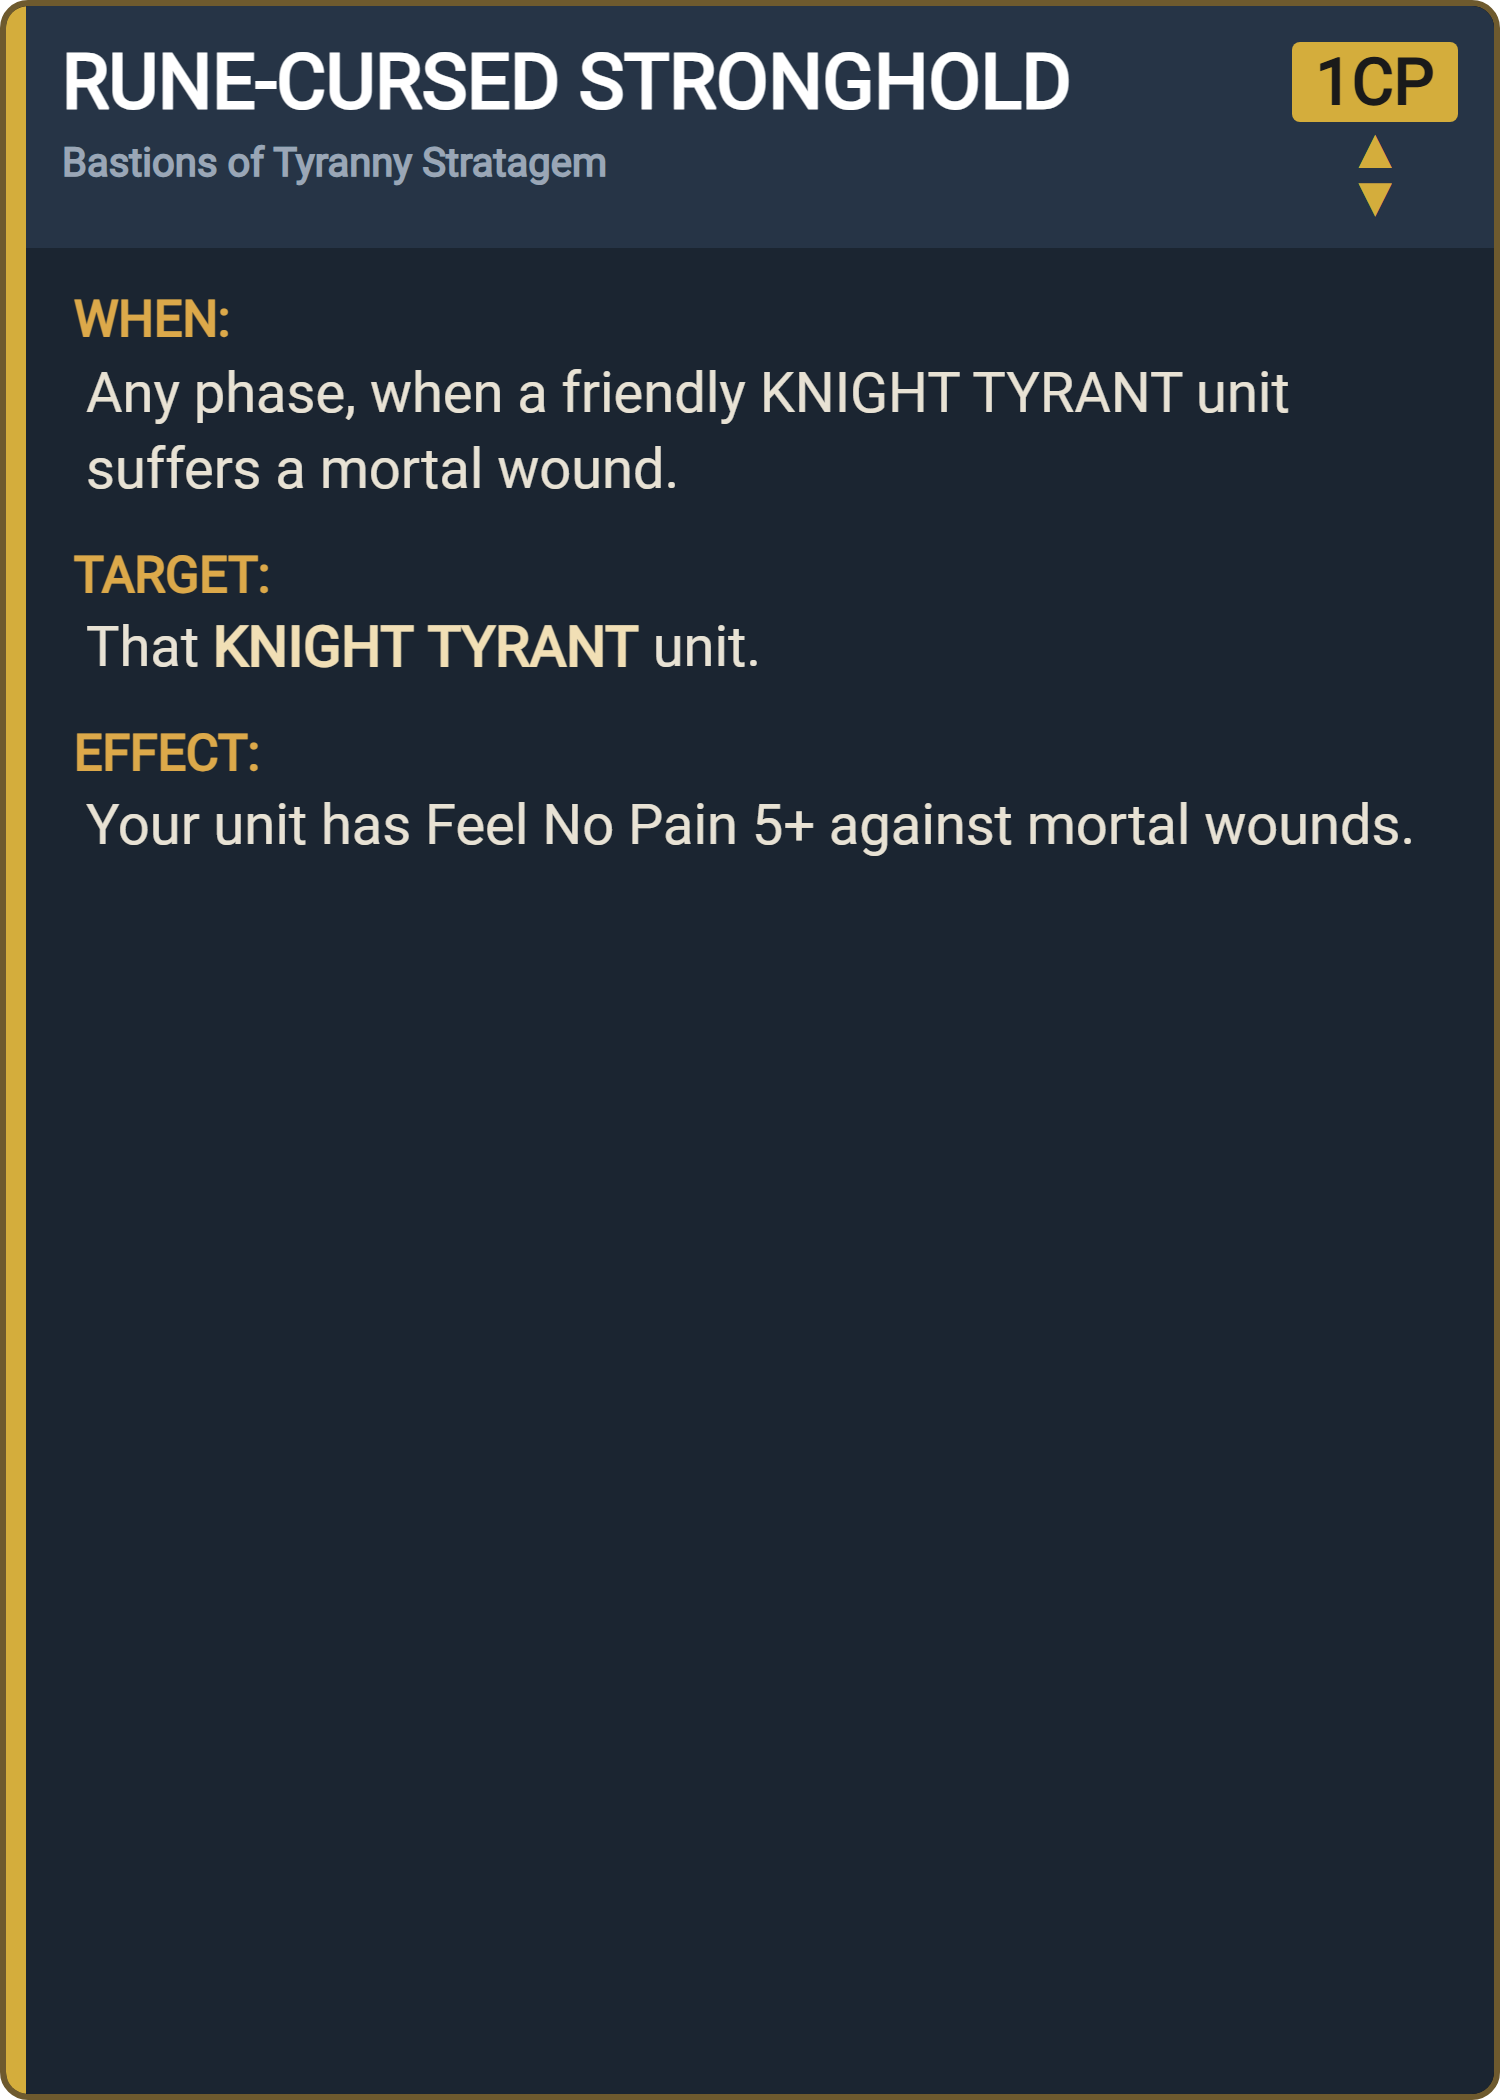 RUNE-CURSED STRONGHOLD
1CP
Bastions of Tyranny Stratagem
▲
▼
WHEN:
Any phase, when a friendly KNIGHT TYRANT unit
suffers a mortal wound.
TARGET:
That KNIGHT TYRANT unit.
EFFECT:
Your unit has Feel No Pain 5+ against mortal wounds.